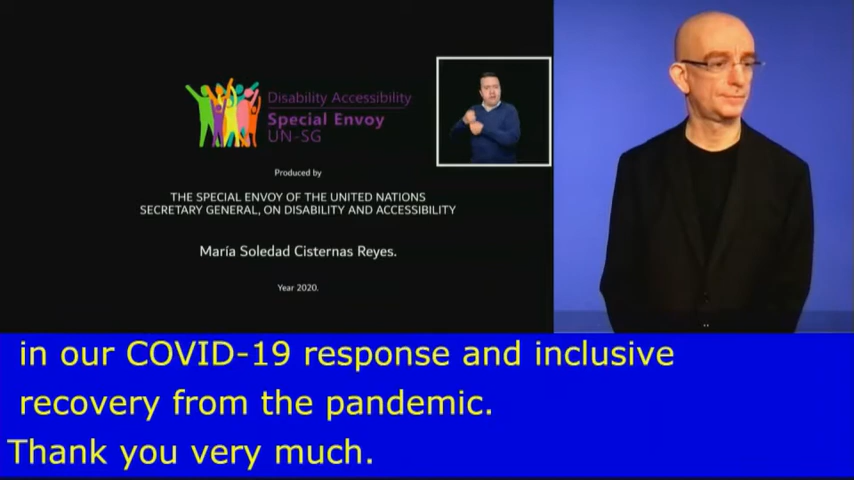 Disability Accessibility
Special Envoy
UN-SG
Produced by
THE SPECIAL ENVOY OF THE UNITED NATIONS
SECRETARY GENERAL, ON DISABILITY AND ACCESSIBILITY
María Soledad Cisternas Reyes.
Year 2020.
in our COVID-19 response and inclusive
recovery from the pandemic.
Thank you very much.